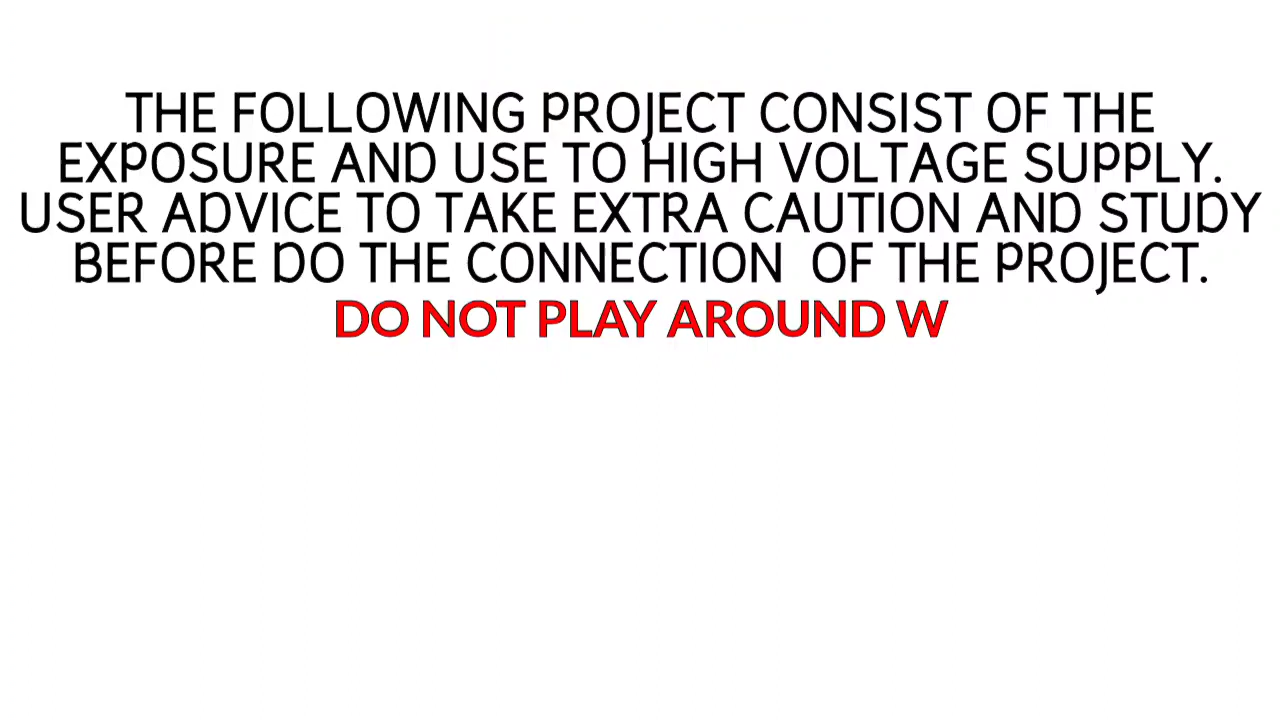 THE FOLLOWING PROJECT CONSIST OF THE
EXPOSURE AND USE TO HIGH VOLTAGE SUPPLY.
USER ADVICE TO TAKE EXTRA CAUTION AND STUDY
BEFORE DO THE CONNECTION  OF THE PROJECT.
DO NOT PLAY AROUND W